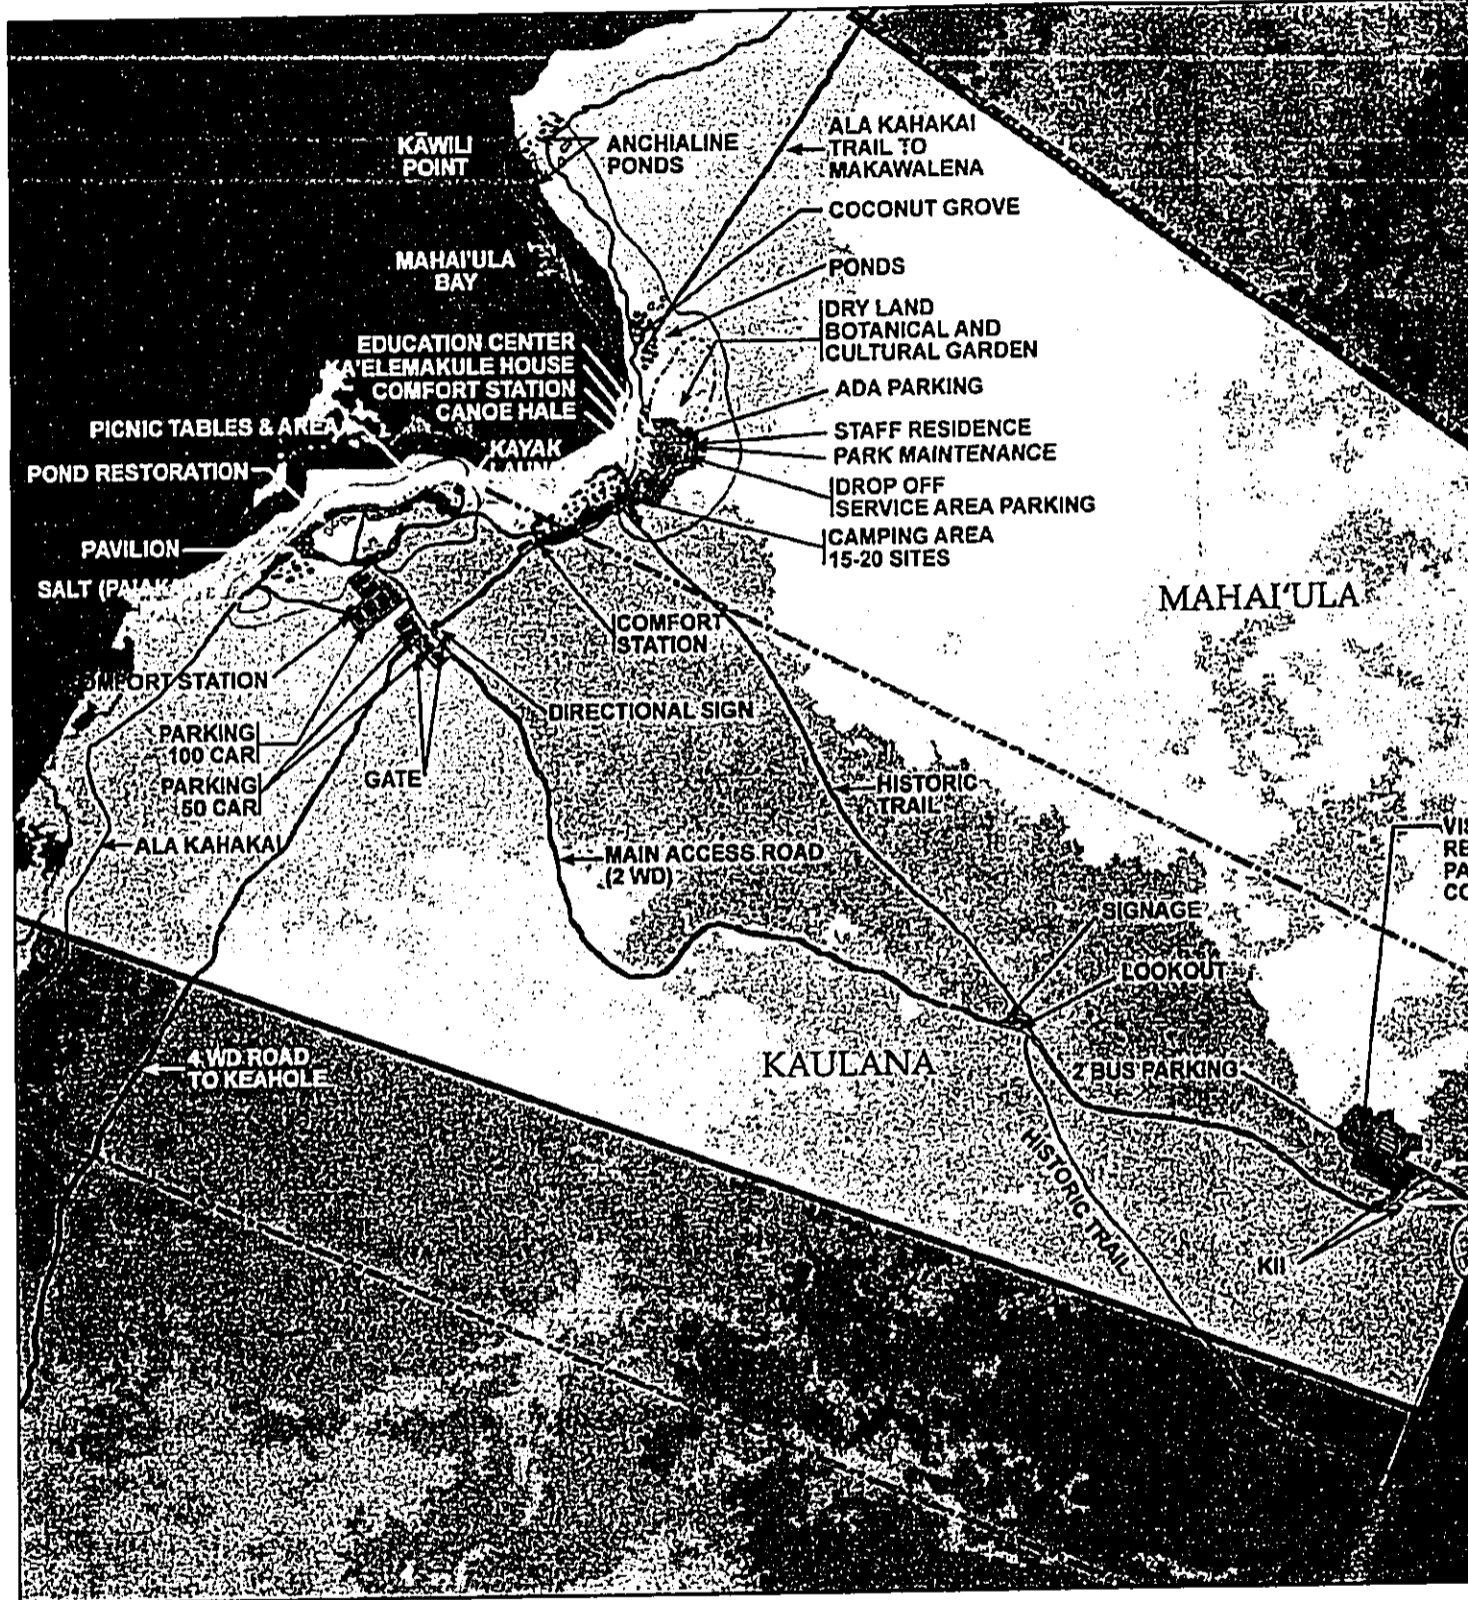 KĀWILI
POINT
ANCHIALINE
PONDS
ALA KAHAKAI
TRAIL TO
MAKAWALENA
COCONUT GROVE
MAHAI'ULA
BAY
PONDS
DRY LAND
BOTANICAL AND
CULTURAL GARDEN
EDUCATION CENTER
KA'ELEMAKULE HOUSE
COMFORT STATION
CANOE HALE
ADA PARKING
STAFF RESIDENCE
PARK MAINTENANCE
PICNIC TABLES & AREA
KAYAK
POND RESTORATION
DROP OFF
SERVICE AREA PARKING
CAMPING AREA
15-20 SITES
PAVILION
SALT
MAHAI'ULA
COMFORT
STATION
STATION
DIRECTIONAL SIGN
PARKING
100 CAR
PARKING
50 CAR
GATE
HISTORIC
TRAIL
ALA KAHAKAI
MAIN ACCESS ROAD
(2 WD)
SIGNAGE
LOOKOUT
4 WD ROAD
TO KEAHOLE
KAULANA
2 BUS PARKING
HISTORIC TRAIL
KII